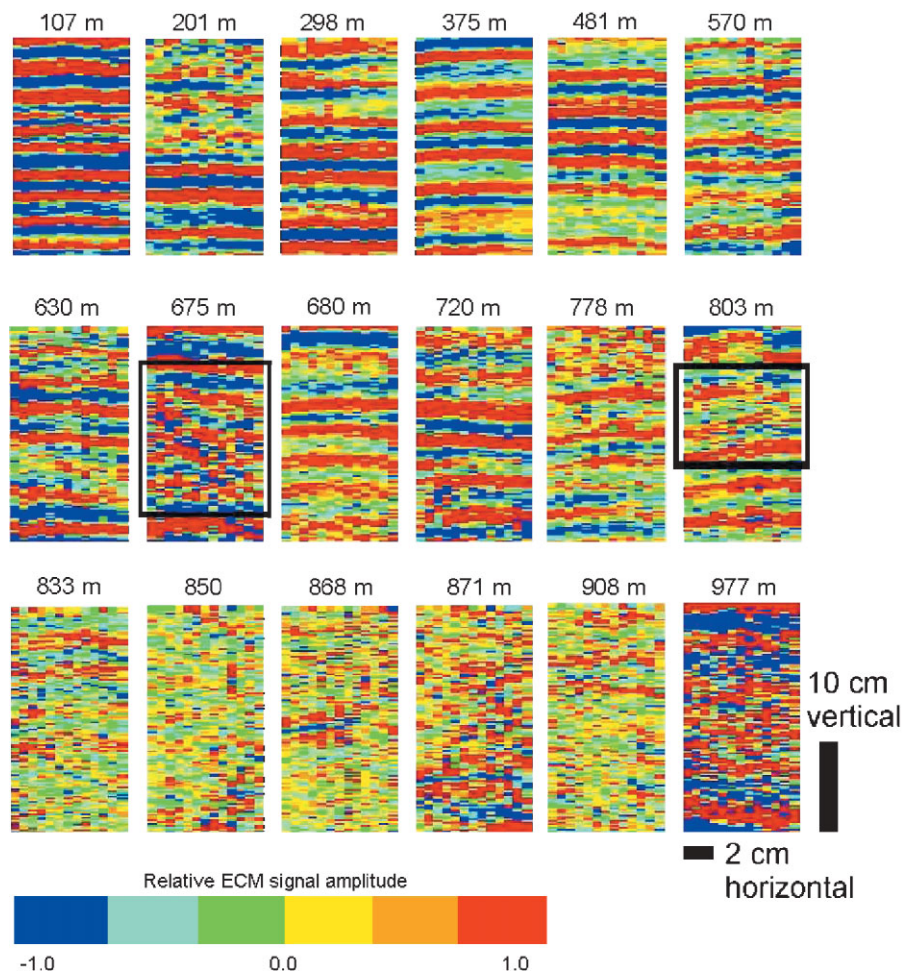 107 m 201 m 298 m 375 m 481 m 570 m
630 m 675 m 680 m 720 m 778 m 803 m
833 m 850 868 m 871 m 908 m 977 m
10 cm
vertical
2 cm
horizontal
Relative ECM signal amplitude
-1.0 0.0 1.0